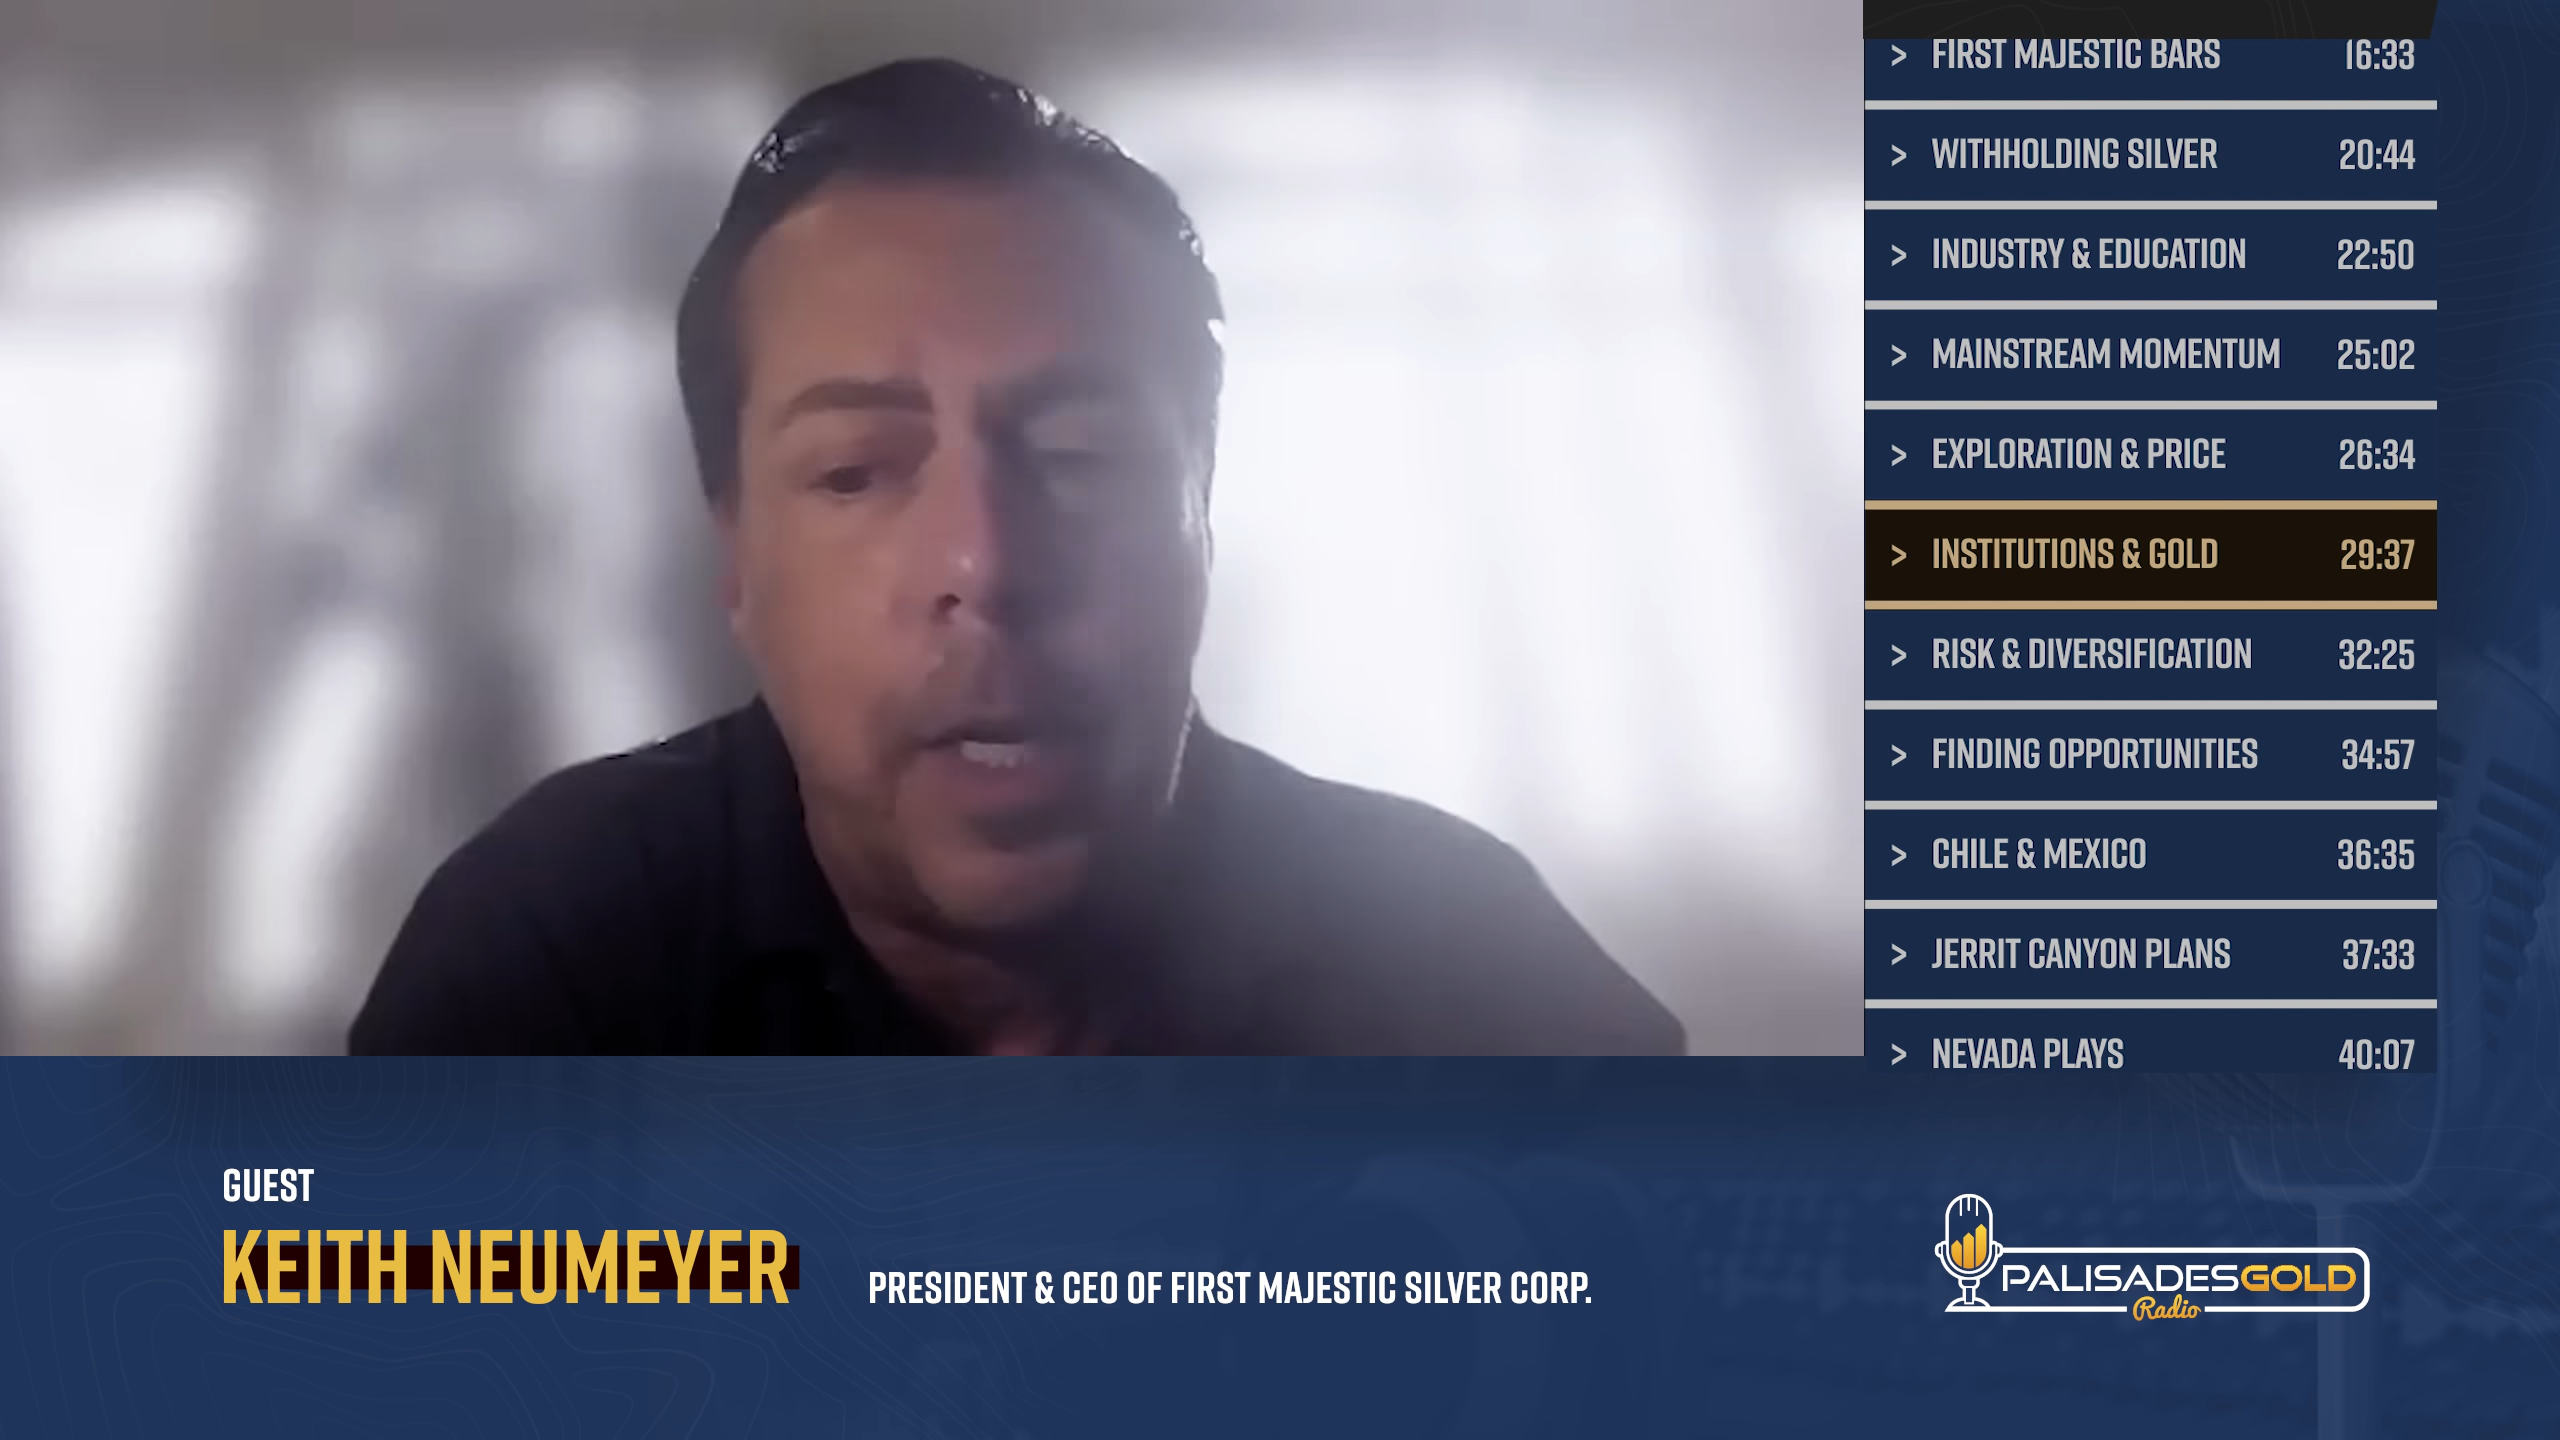 > FIRST MAJESTIC BARS 16:33
> WITHHOLDING SILVER 20:44
> INDUSTRY & EDUCATION 22:50
> MAINSTREAM MOMENTUM 25:02
> EXPLORATION & PRICE 26:34
> INSTITUTIONS & GOLD 29:37
> RISK & DIVERSIFICATION 32:25
> FINDING OPPORTUNITIES 34:57
> CHILE & MEXICO 36:35
> JERRIT CANYON PLANS 37:33
> NEVADA PLAYS 40:07
GUEST
KEITH NEUMEYER
PRESIDENT & CEO OF FIRST MAJESTIC SILVER CORP.
PALISADESGOLD
Radio